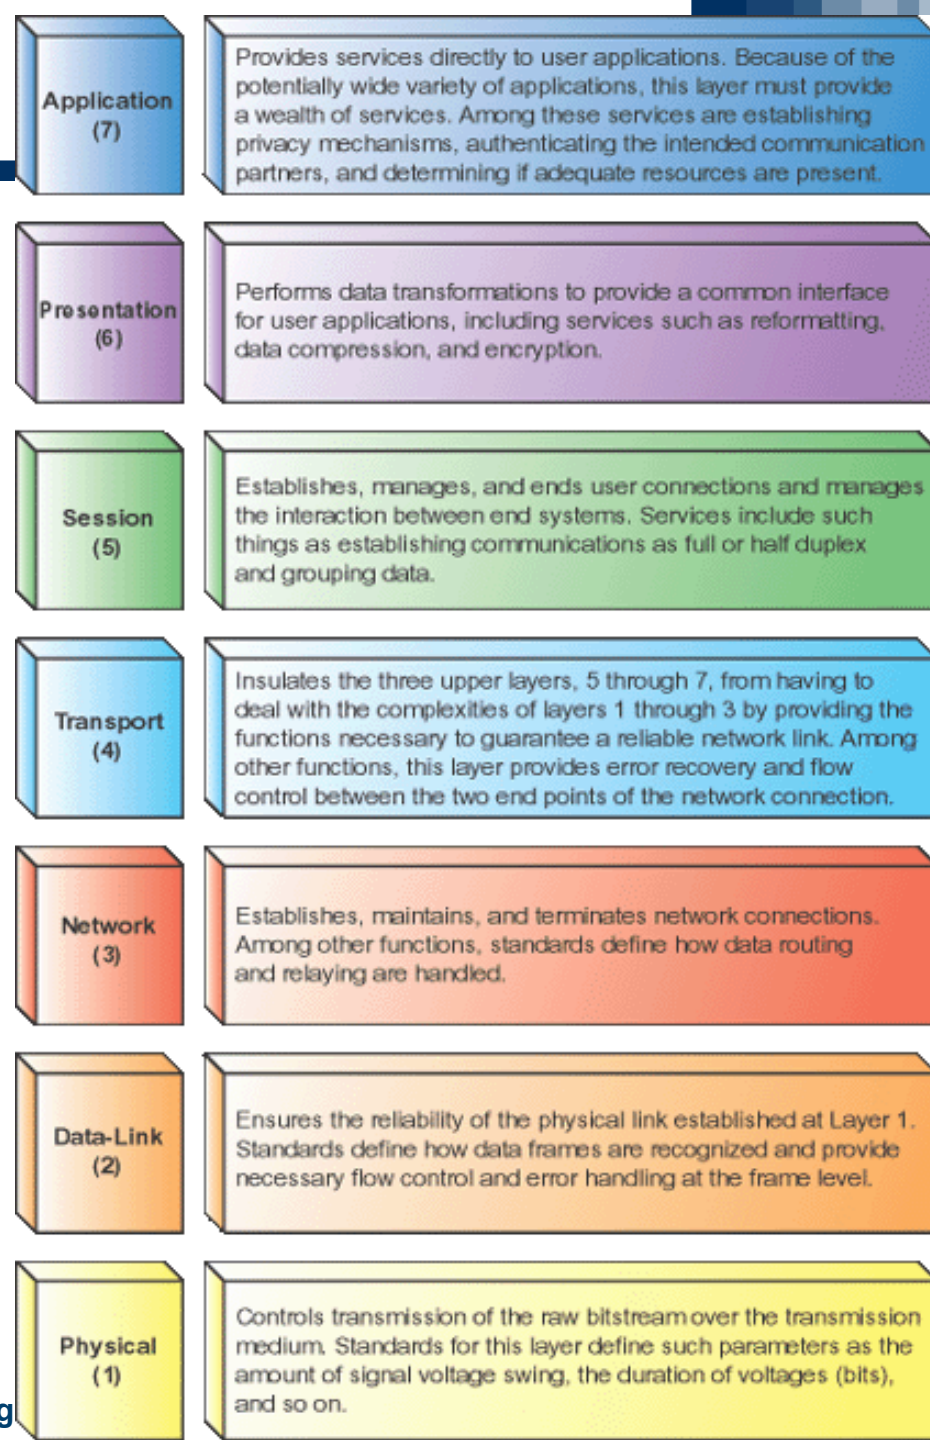 Application
(7)
Provides services directly to user applications. Because of the
potentially wide variety of applications, this layer must provide
a wealth of services. Among these services are establishing
privacy mechanisms, authenticating the intended communication
partners, and determining if adequate resources are present.
Presentation
(6)
Performs data transformations to provide a common interface
for user applications, including services such as reformatting,
data compression, and encryption.
Session
(5)
Establishes, manages, and ends user connections and manages
the interaction between end systems. Services include such
things as establishing communications as full or half duplex
and grouping data.
Transport
(4)
Insulates the three upper layers, 5 through 7, from having to
deal with the complexities of layers 1 through 3 by providing the
functions necessary to guarantee a reliable network link. Among
other functions, this layer provides error recovery and flow
control between the two end points of the network connection.
Network
(3)
Establishes, maintains, and terminates network connections.
Among other functions, standards define how data routing
and relaying are handled.
Data-Link
(2)
Ensures the reliability of the physical link established at Layer 1.
Standards define how data frames are recognized and provide
necessary flow control and error handling at the frame level.
Physical
(1)
Controls transmission of the raw bitstream over the transmission
medium. Standards for this layer define such parameters as the
amount of signal voltage swing, the duration of voltages (bits),
and so on.
g